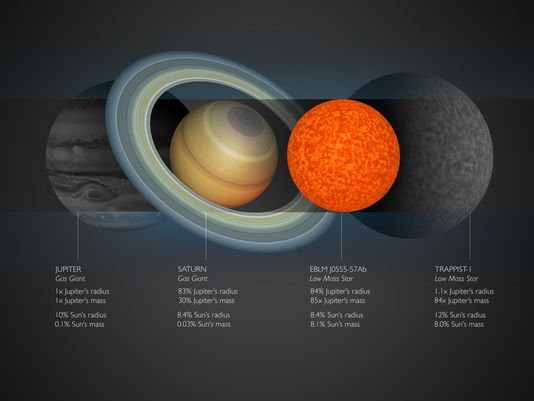 JUPITER
Gas Giant
1x Jupiter's radius
1x Jupiter's mass
10% Sun's radius
0.1% Sun's mass
SATURN
Gas Giant
83% Jupiter's radius
30% Jupiter's mass
8.4% Sun's radius
0.03% Sun's mass
EBLM J0555-57Ab
Low Mass Star
84% Jupiter's radius
85x Jupiter's mass
8.4% Sun's radius
8.1% Sun's mass
TRAPPIST-1
Low Mass Star
1.1x Jupiter's radius
84x Jupiter's mass
12% Sun's radius
8.0% Sun's mass